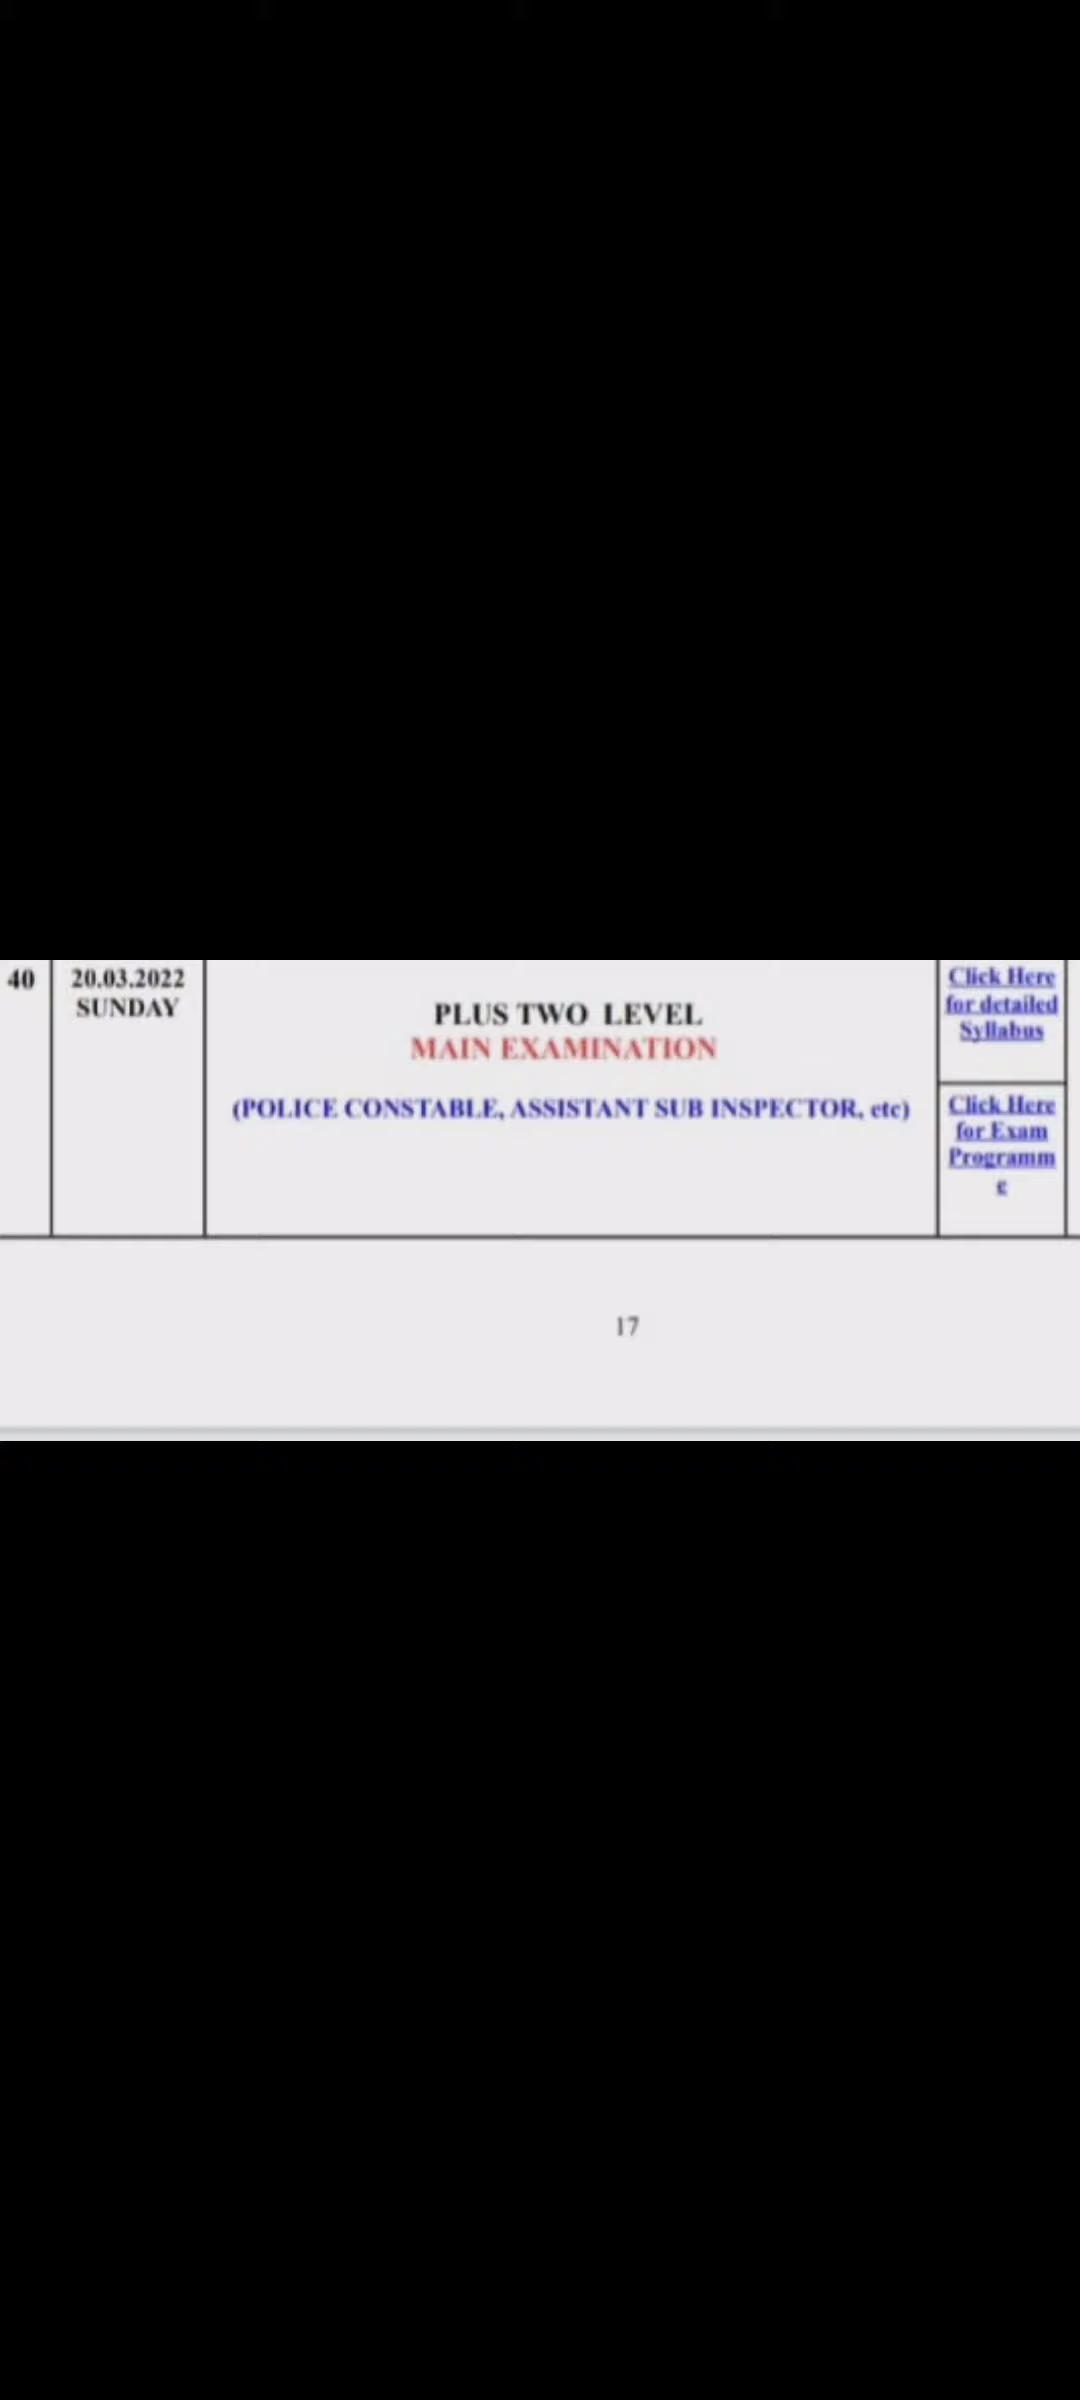 40
20.03.2022
SUNDAY
PLUS TWO LEVEL
MAIN EXAMINATION
(POLICE CONSTABLE, ASSISTANT SUB INSPECTOR, etc)
Click Here
for detailed
Syllabus
Click Here
for Exam
Programm
e
17